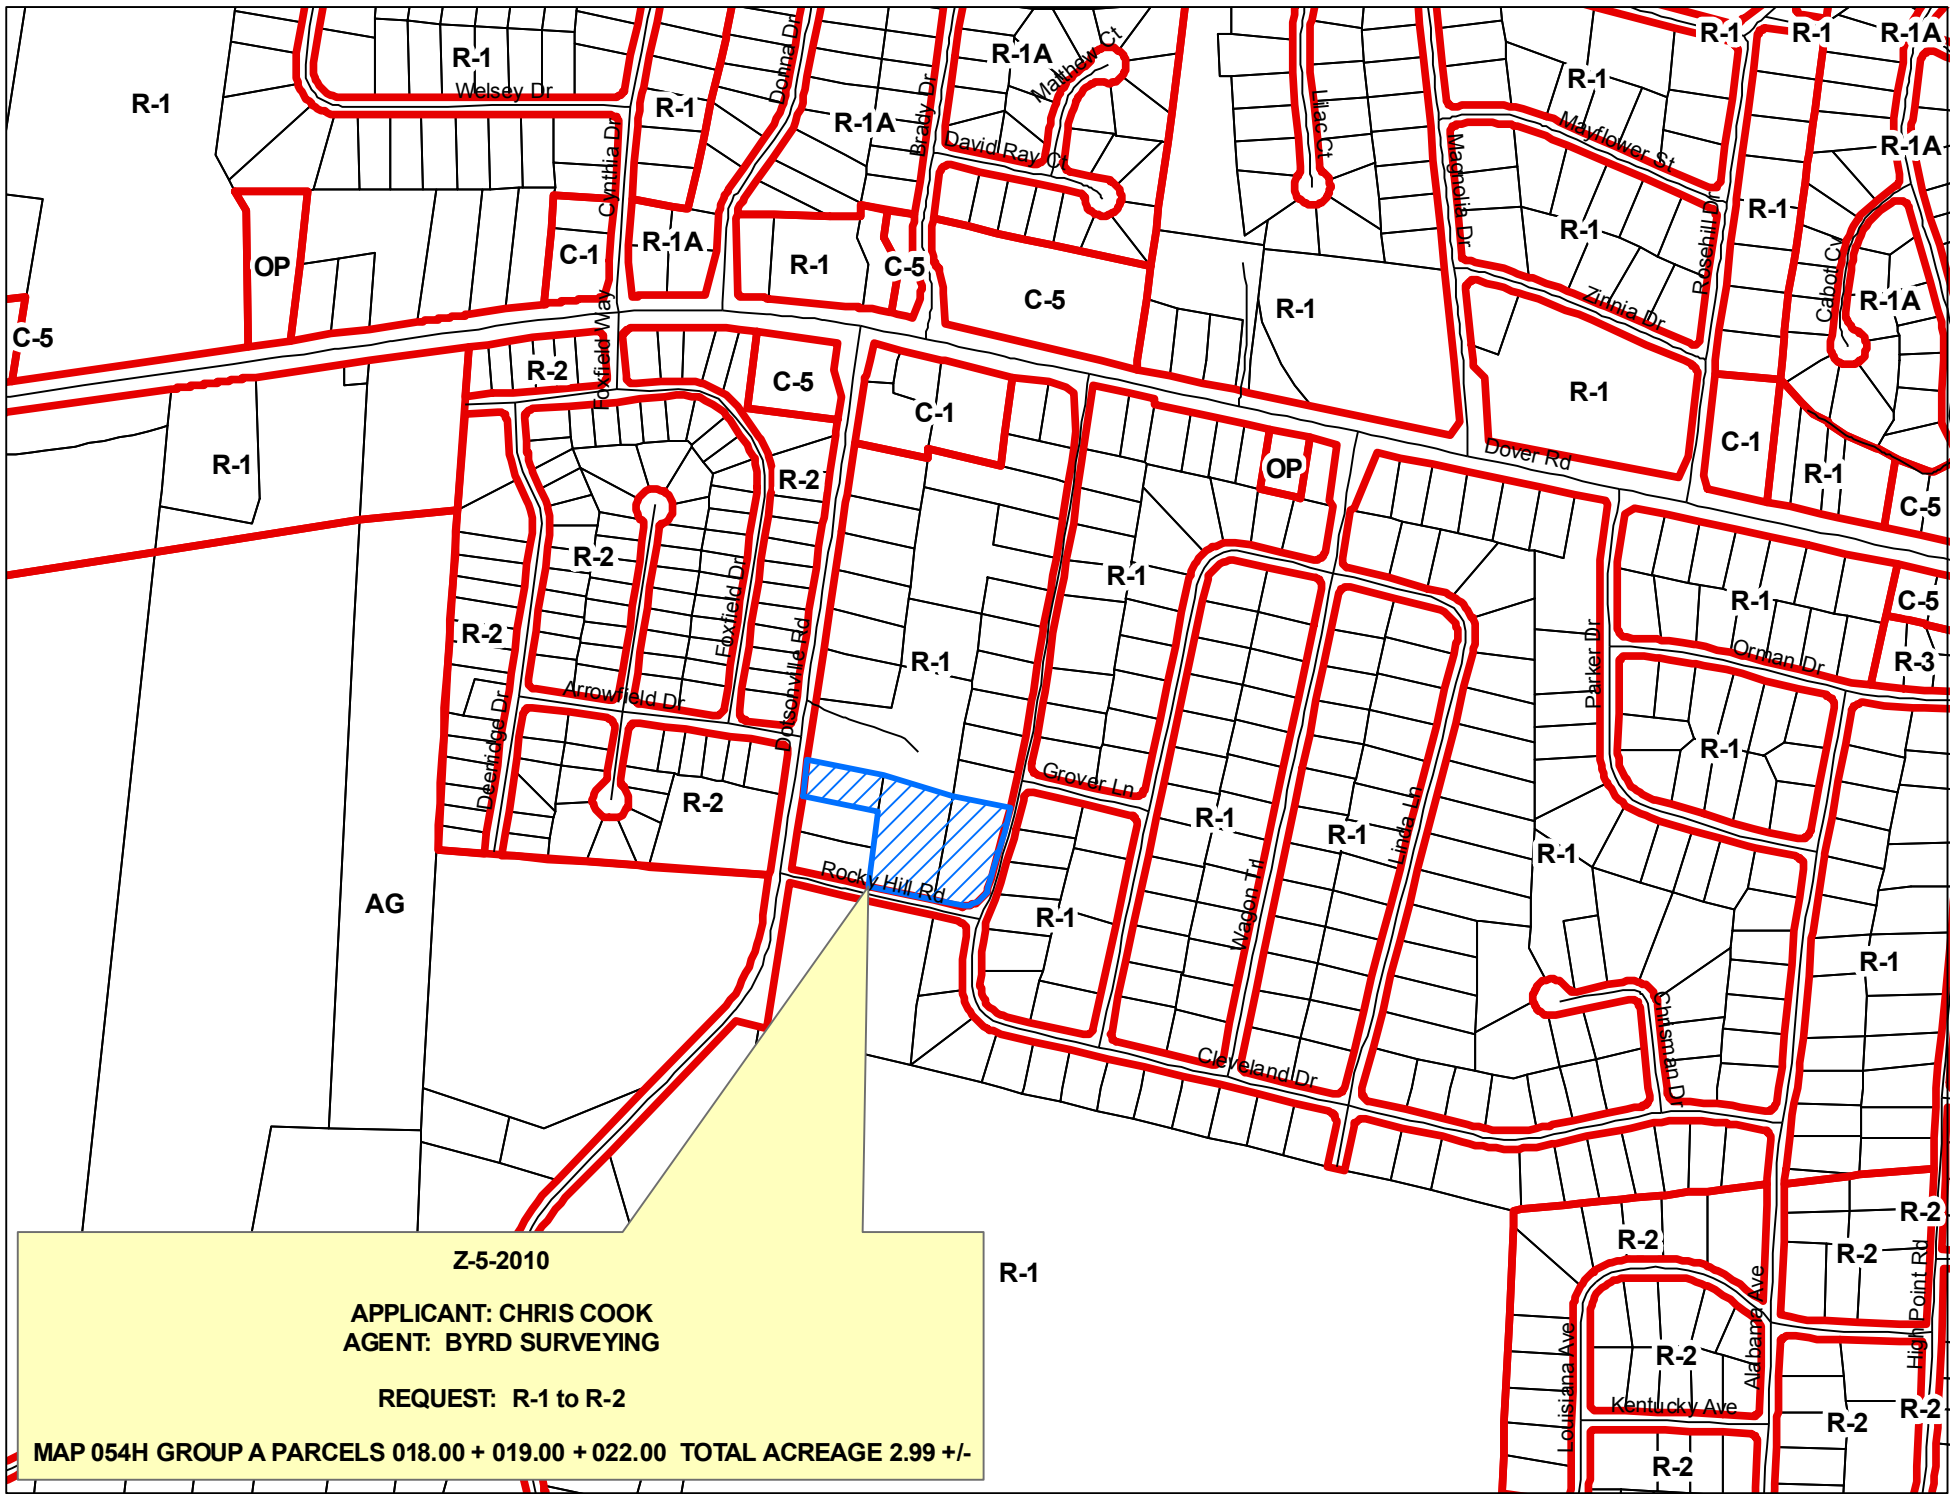 R-1
R-1
R-1
R-1A
R-1A
R-1
R-1
R-1A
Welsey Dr
Donna Dr
Brady Dr
Matthew Ct
David Ray Ct
Lilac Ct
Magnolia Dr
Mayflower St
R-1
R-1A
R-1
R-1
Rosehill Dr
Cabott Cv
R-1A
Zinnia Dr
Cynthia Dr
OP
C-1
R-1A
R-1
C-5
C-5
R-1
R-1
C-5
Foxfield Way
R-2
C-5
C-1
OP
Dover Rd
C-1
R-1
C-5
R-1
R-2
R-2
R-1
R-1
C-5
R-3
R-2
Foxfield Dr
Dotsonville Rd
R-1
Parker Dr
Orman Dr
R-1
Arrowfield Dr
Deerridge Dr
R-2
Grover Ln
R-1
R-1
Linda Ln
R-1
Rocky Hill Rd
AG
R-1
Wagon Trl
R-1
Chrisman Dr
Cleveland Dr
R-1
R-2
R-2
R-2
High Point Rd
Alabama Ave
Louisiana Ave
R-2
Kentucky Ave
R-2
R-2
R-2
Z-5-2010
APPLICANT: CHRIS COOK
AGENT: BYRD SURVEYING
REQUEST: R-1 to R-2
MAP 054H GROUP A PARCELS 018.00 + 019.00 + 022.00 TOTAL ACREAGE 2.99 +/-